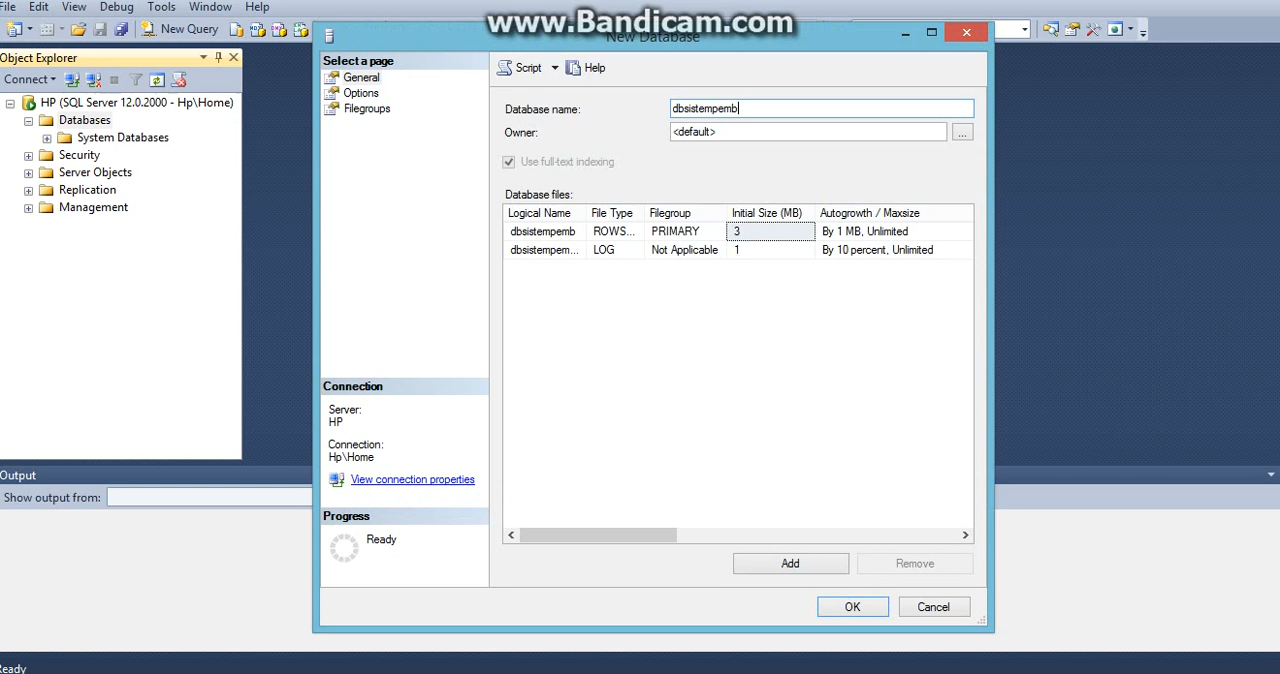 www.Bandicam.com
File Edit View Debug Tools Window Help
New Database
New Query
Object Explorer
Connect
HP (SQL Server 12.0.2000 - Hp\Home)
Databases
System Databases
Security
Server Objects
Replication
Management
Select a page
General
Options
Filegroups
Script Help
Database name: dbsistempemb
Owner: <default> ...
Use full-text indexing
Database files:
Logical Name File Type Filegroup Initial Size (MB) Autogrowth / Maxsize
dbsistempemb ROWS... PRIMARY 3 By 1 MB, Unlimited
dbsistempem... LOG Not Applicable 1 By 10 percent, Unlimited
Connection
Server:
HP
Connection:
Hp\Home
View connection properties
Progress
Ready
Add Remove
OK Cancel
Output
Show output from:
Ready